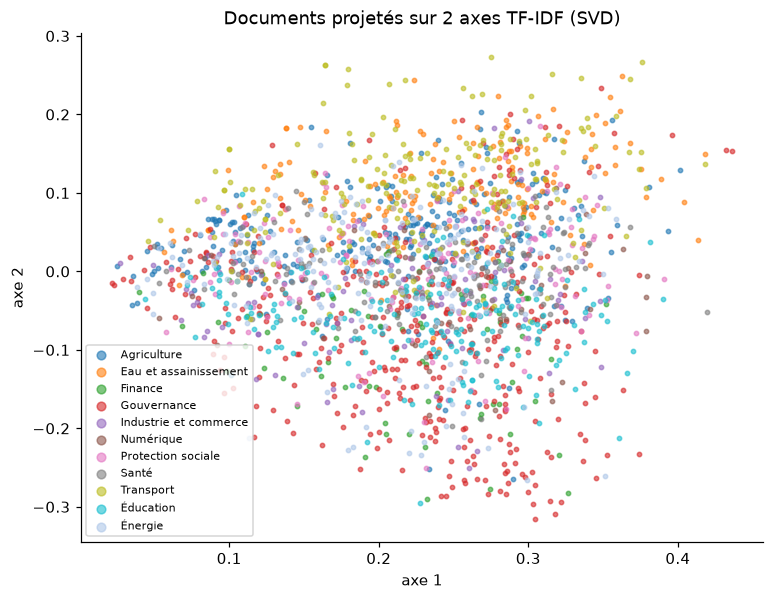 Documents projetés sur 2 axes TF-IDF (SVD)
0.3
0.2
0.1
0.0
−0.1
−0.2
−0.3
axe 2
Agriculture
Eau et assainissement
Finance
Gouvernance
Industrie et commerce
Numérique
Protection sociale
Santé
Transport
Éducation
Énergie
0.1 0.2 0.3 0.4
axe 1